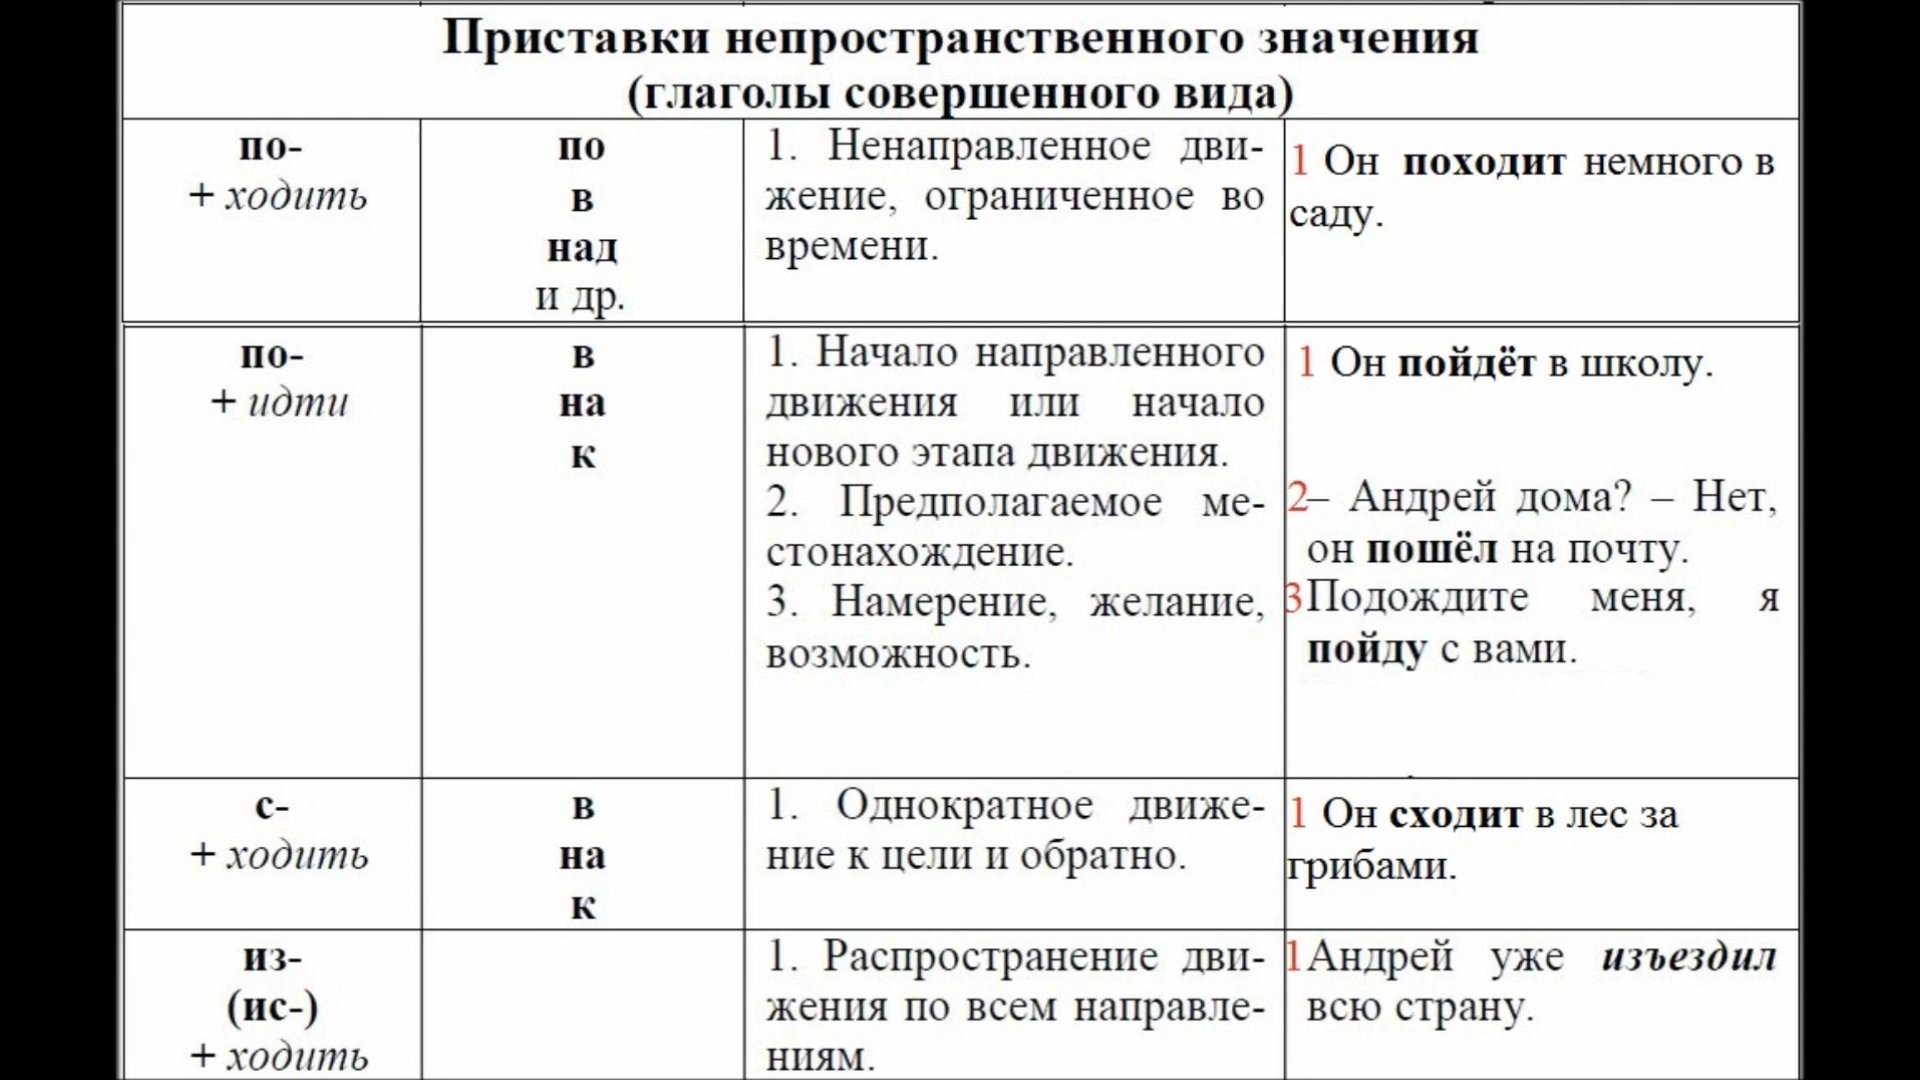 Приставки непространственного значения
(глаголы совершенного вида)
по-
+ ходить
по
в
над
и др.
1. Ненаправленное дви-
жение, ограниченное во
времени.
1 Он походит немного в
саду.
по-
+ идти
в
на
к
1. Начало направленного
движения или начало
нового этапа движения.
2. Предполагаемое ме-
стонахождение.
3. Намерение, желание,
возможность.
1 Он пойдёт в школу.
2– Андрей дома? – Нет,
он пошёл на почту.
3Подождите меня, я
пойду с вами.
с-
+ ходить
в
на
к
1. Однократное движе-
ние к цели и обратно.
1 Он сходит в лес за
грибами.
из-
(ис-)
+ ходить
1. Распространение дви-
жения по всем направле-
ниям.
1Андрей уже изъездил
всю страну.